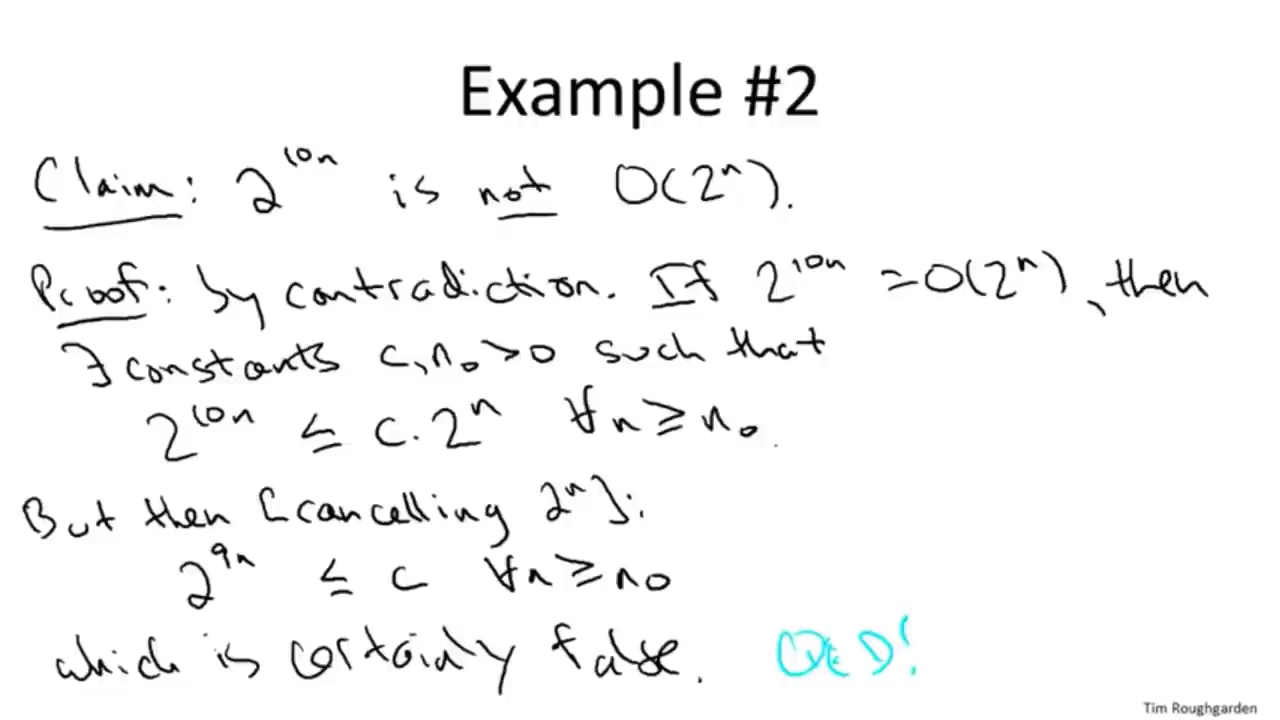 Example #2
Claim: 2^{10n} is not O(2^n).
Proof: by contradiction. If 2^{10n} = O(2^n), then
∃ constants c, n₀ > 0 such that
2^{10n} ≤ c · 2^n ∀n ≥ n₀.
But then [cancelling 2^n]:
2^{9n} ≤ c ∀n ≥ n₀
which is certainly false. QED!
Tim Roughgarden